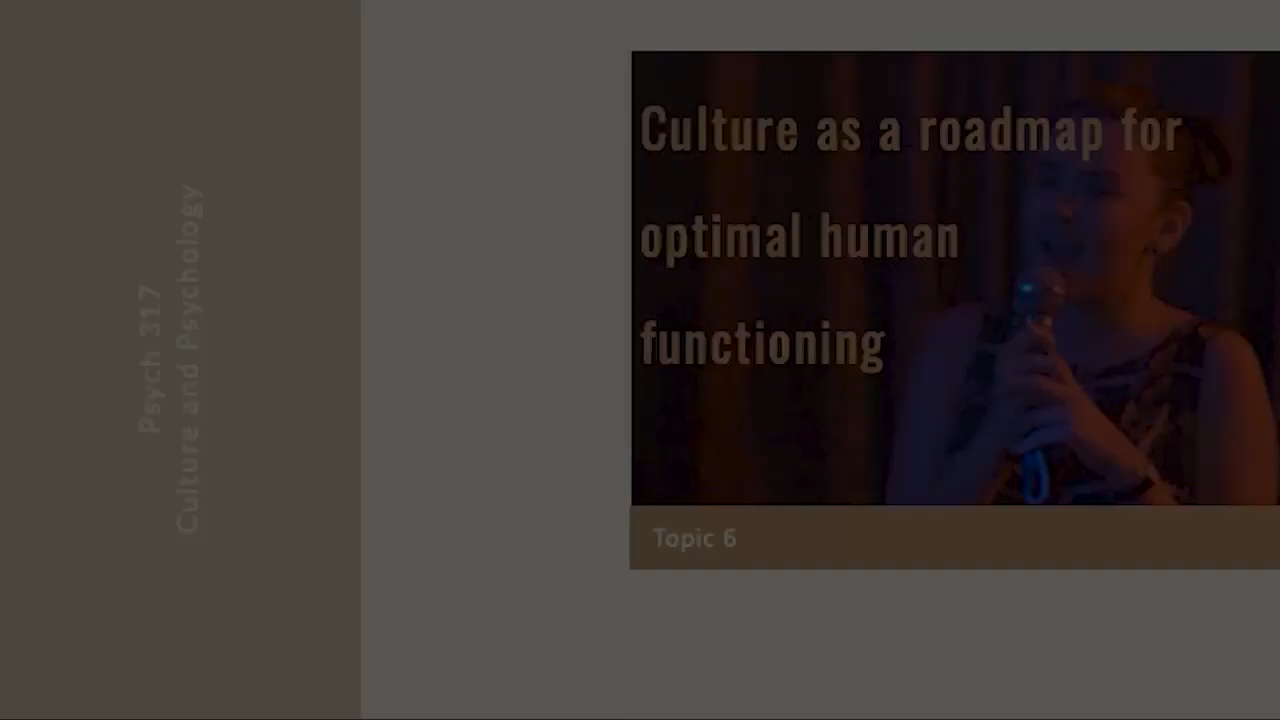 Psych 317
Culture and Psychology
Culture as a roadmap for
optimal human
functioning
Topic 6